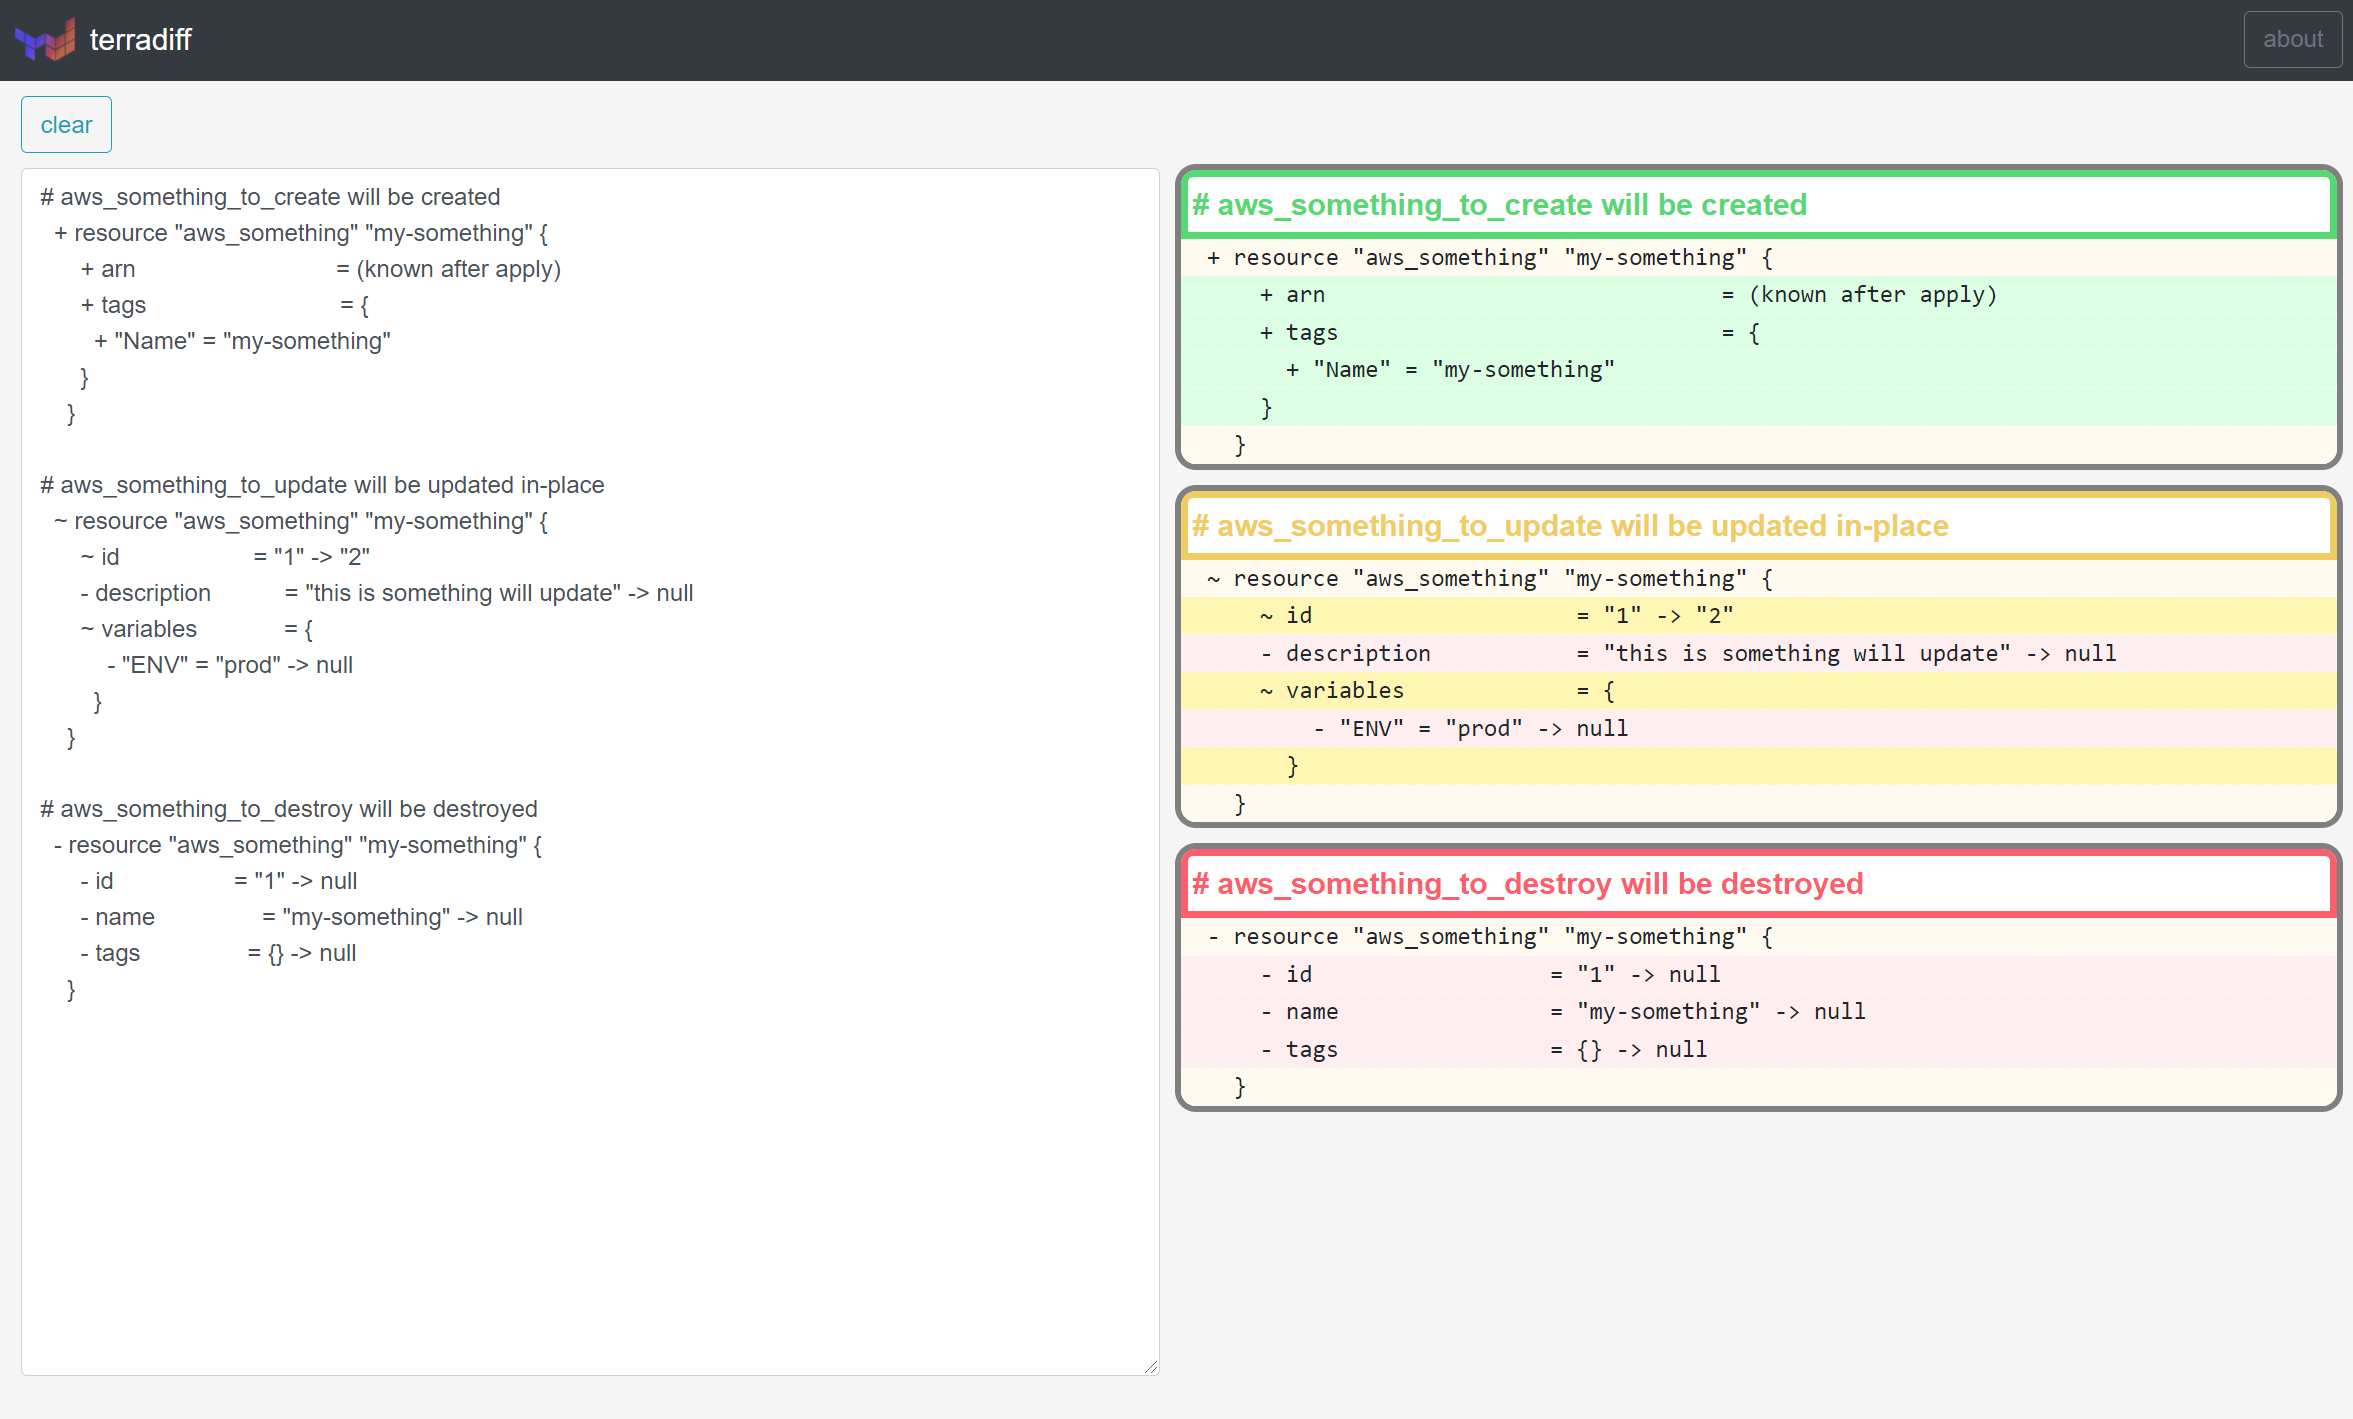 terradiff
about
clear
# aws_something_to_create will be created
+ resource "aws_something" "my-something" {
+ arn = (known after apply)
+ tags = {
+ "Name" = "my-something"
}
}
# aws_something_to_update will be updated in-place
~ resource "aws_something" "my-something" {
~ id = "1" -> "2"
- description = "this is something will update" -> null
~ variables = {
- "ENV" = "prod" -> null
}
}
# aws_something_to_destroy will be destroyed
- resource "aws_something" "my-something" {
- id = "1" -> null
- name = "my-something" -> null
- tags = {} -> null
}
# aws_something_to_create will be created
+ resource "aws_something" "my-something" {
+ arn = (known after apply)
+ tags = {
+ "Name" = "my-something"
}
}
# aws_something_to_update will be updated in-place
~ resource "aws_something" "my-something" {
~ id = "1" -> "2"
- description = "this is something will update" -> null
~ variables = {
- "ENV" = "prod" -> null
}
}
# aws_something_to_destroy will be destroyed
- resource "aws_something" "my-something" {
- id = "1" -> null
- name = "my-something" -> null
- tags = {} -> null
}